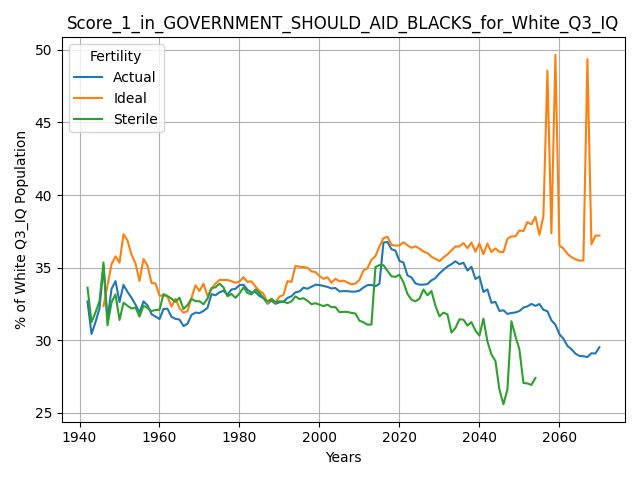 Score_1_in_GOVERNMENT_SHOULD_AID_BLACKS_for_White_Q3_IQ
Fertility
Actual
Ideal
Sterile
% of White Q3_IQ Population
50
45
40
35
30
25
1940
1960
1980
2000
2020
2040
2060
Years